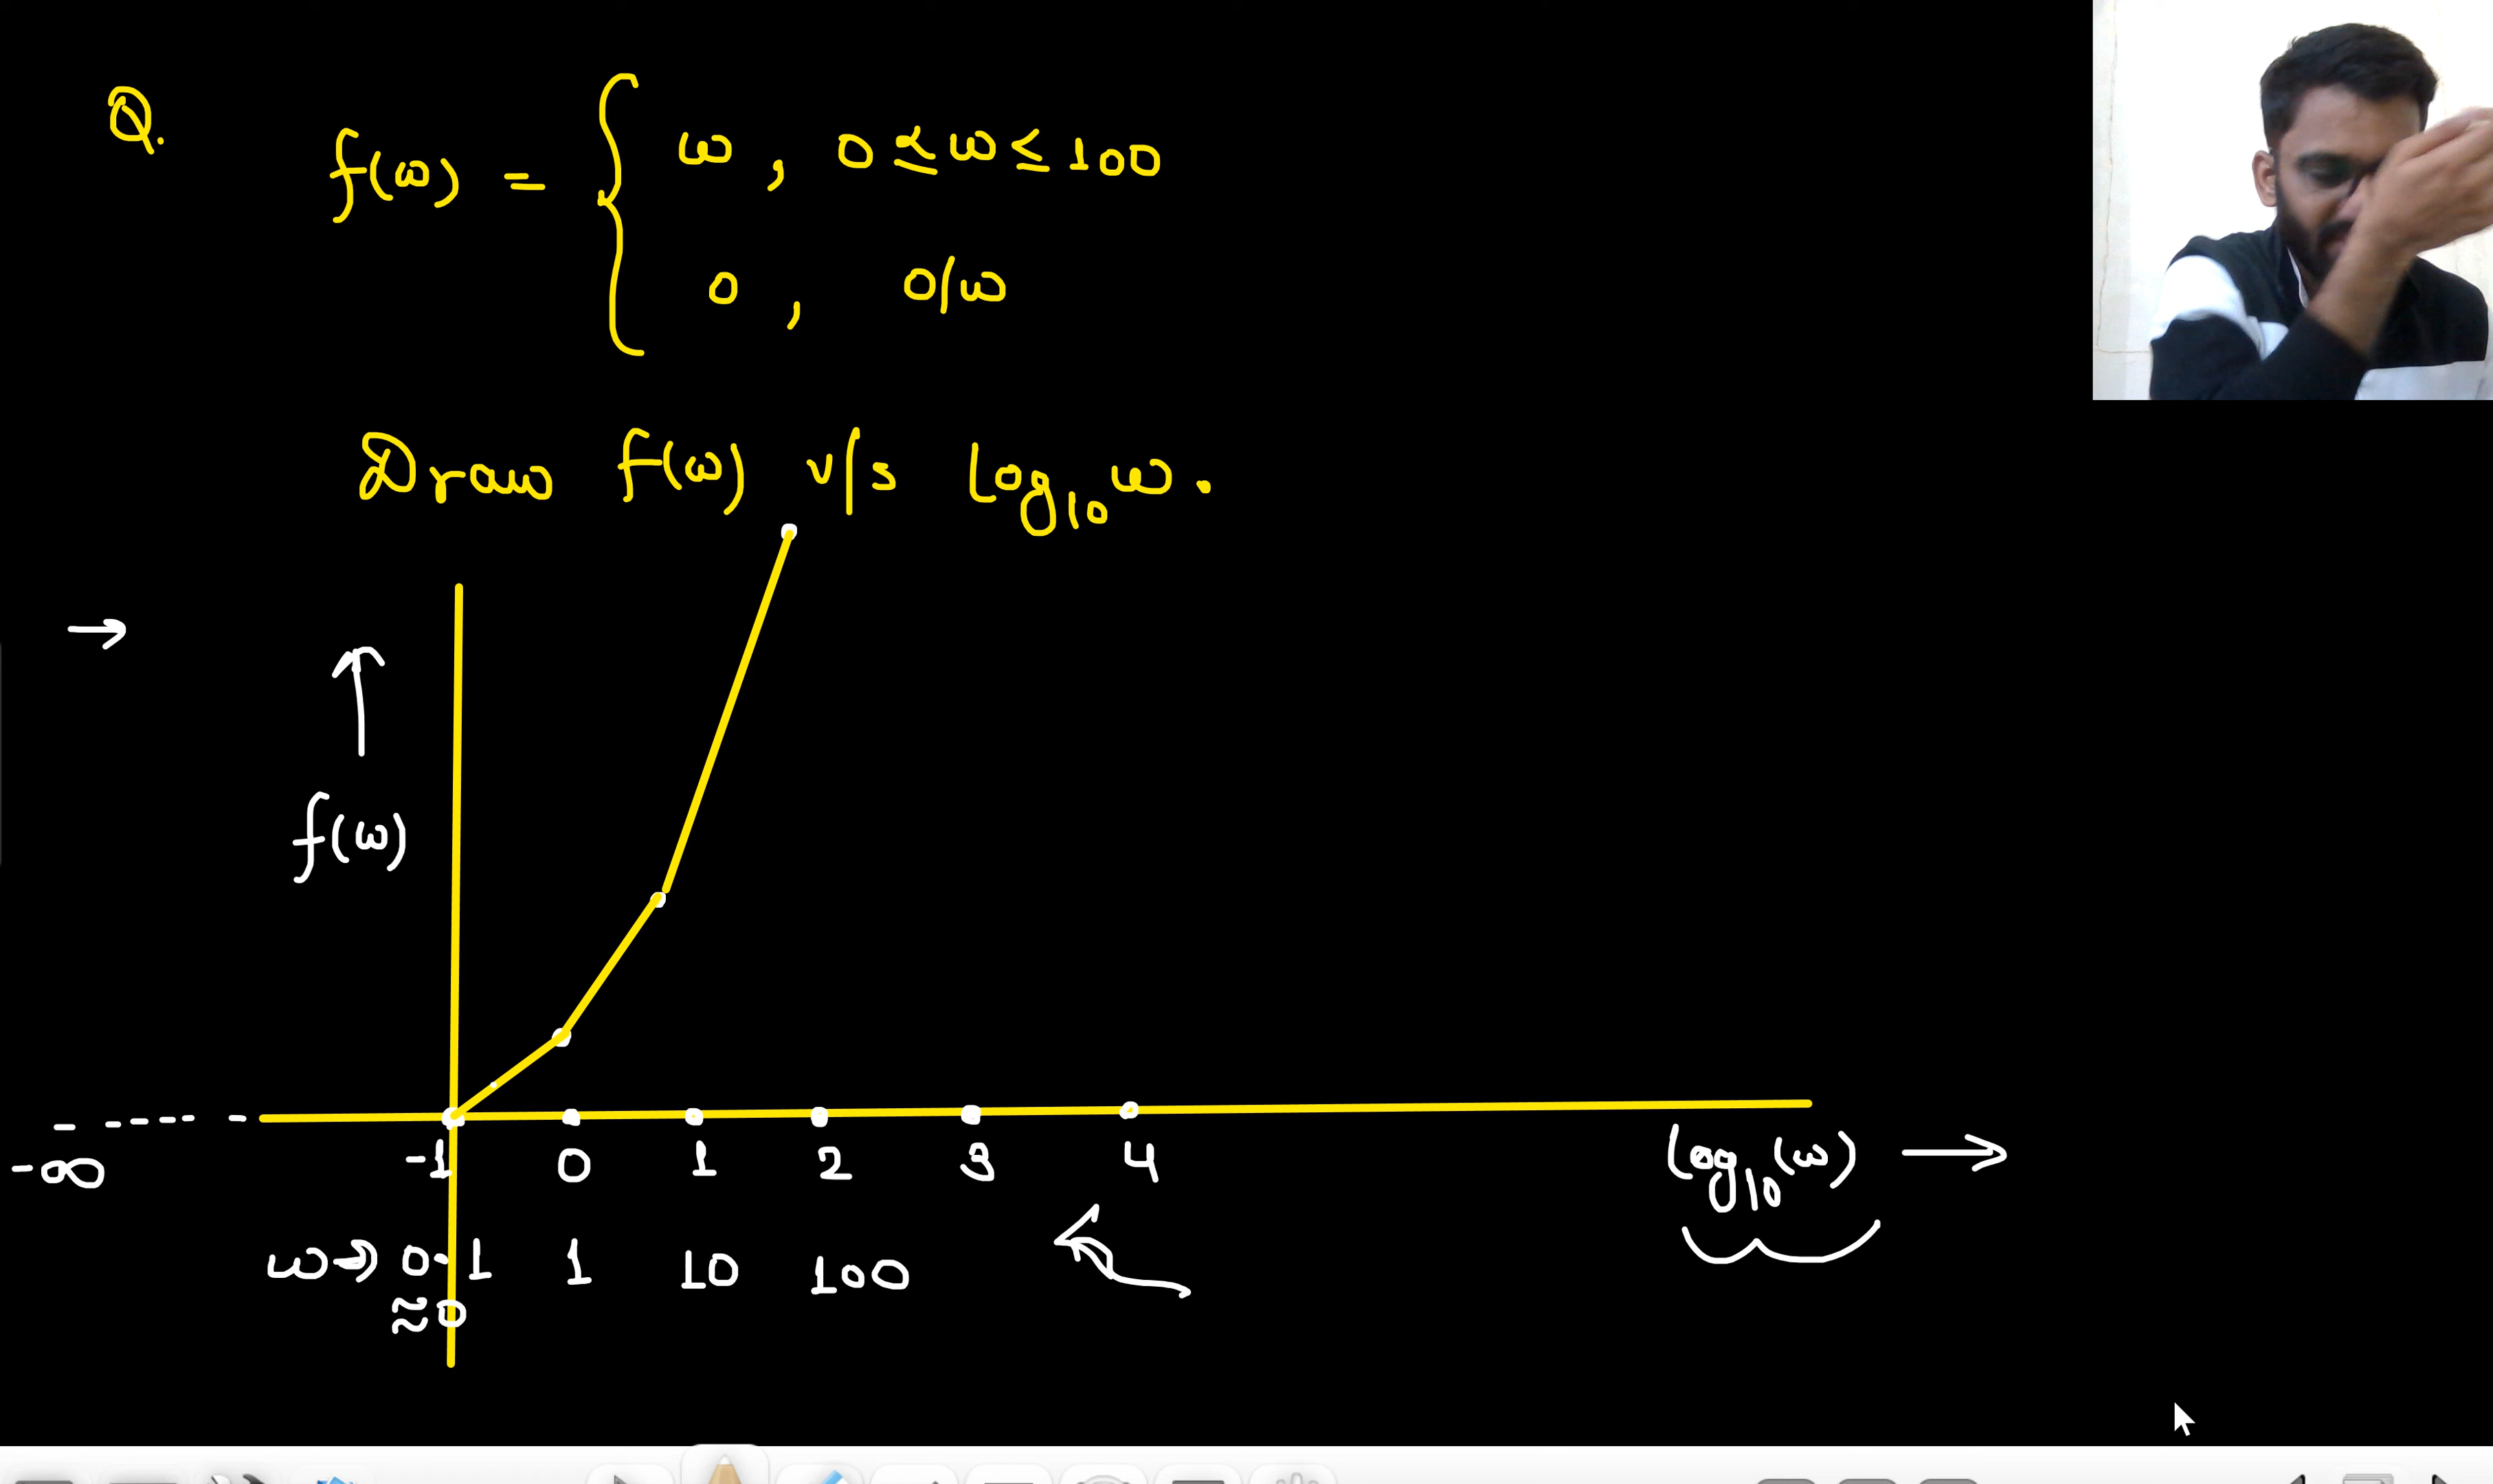 Q.
f(ω) = { ω , 0 ≤ ω ≤ 100
0 , o/ω
Draw f(ω) v/s log₁₀ω.
→
↑
f(ω)
-∞ - - - - - -1 0 1 2 3 4 log₁₀(ω) →
ω⇒ 0.1 1 10 100
≈0